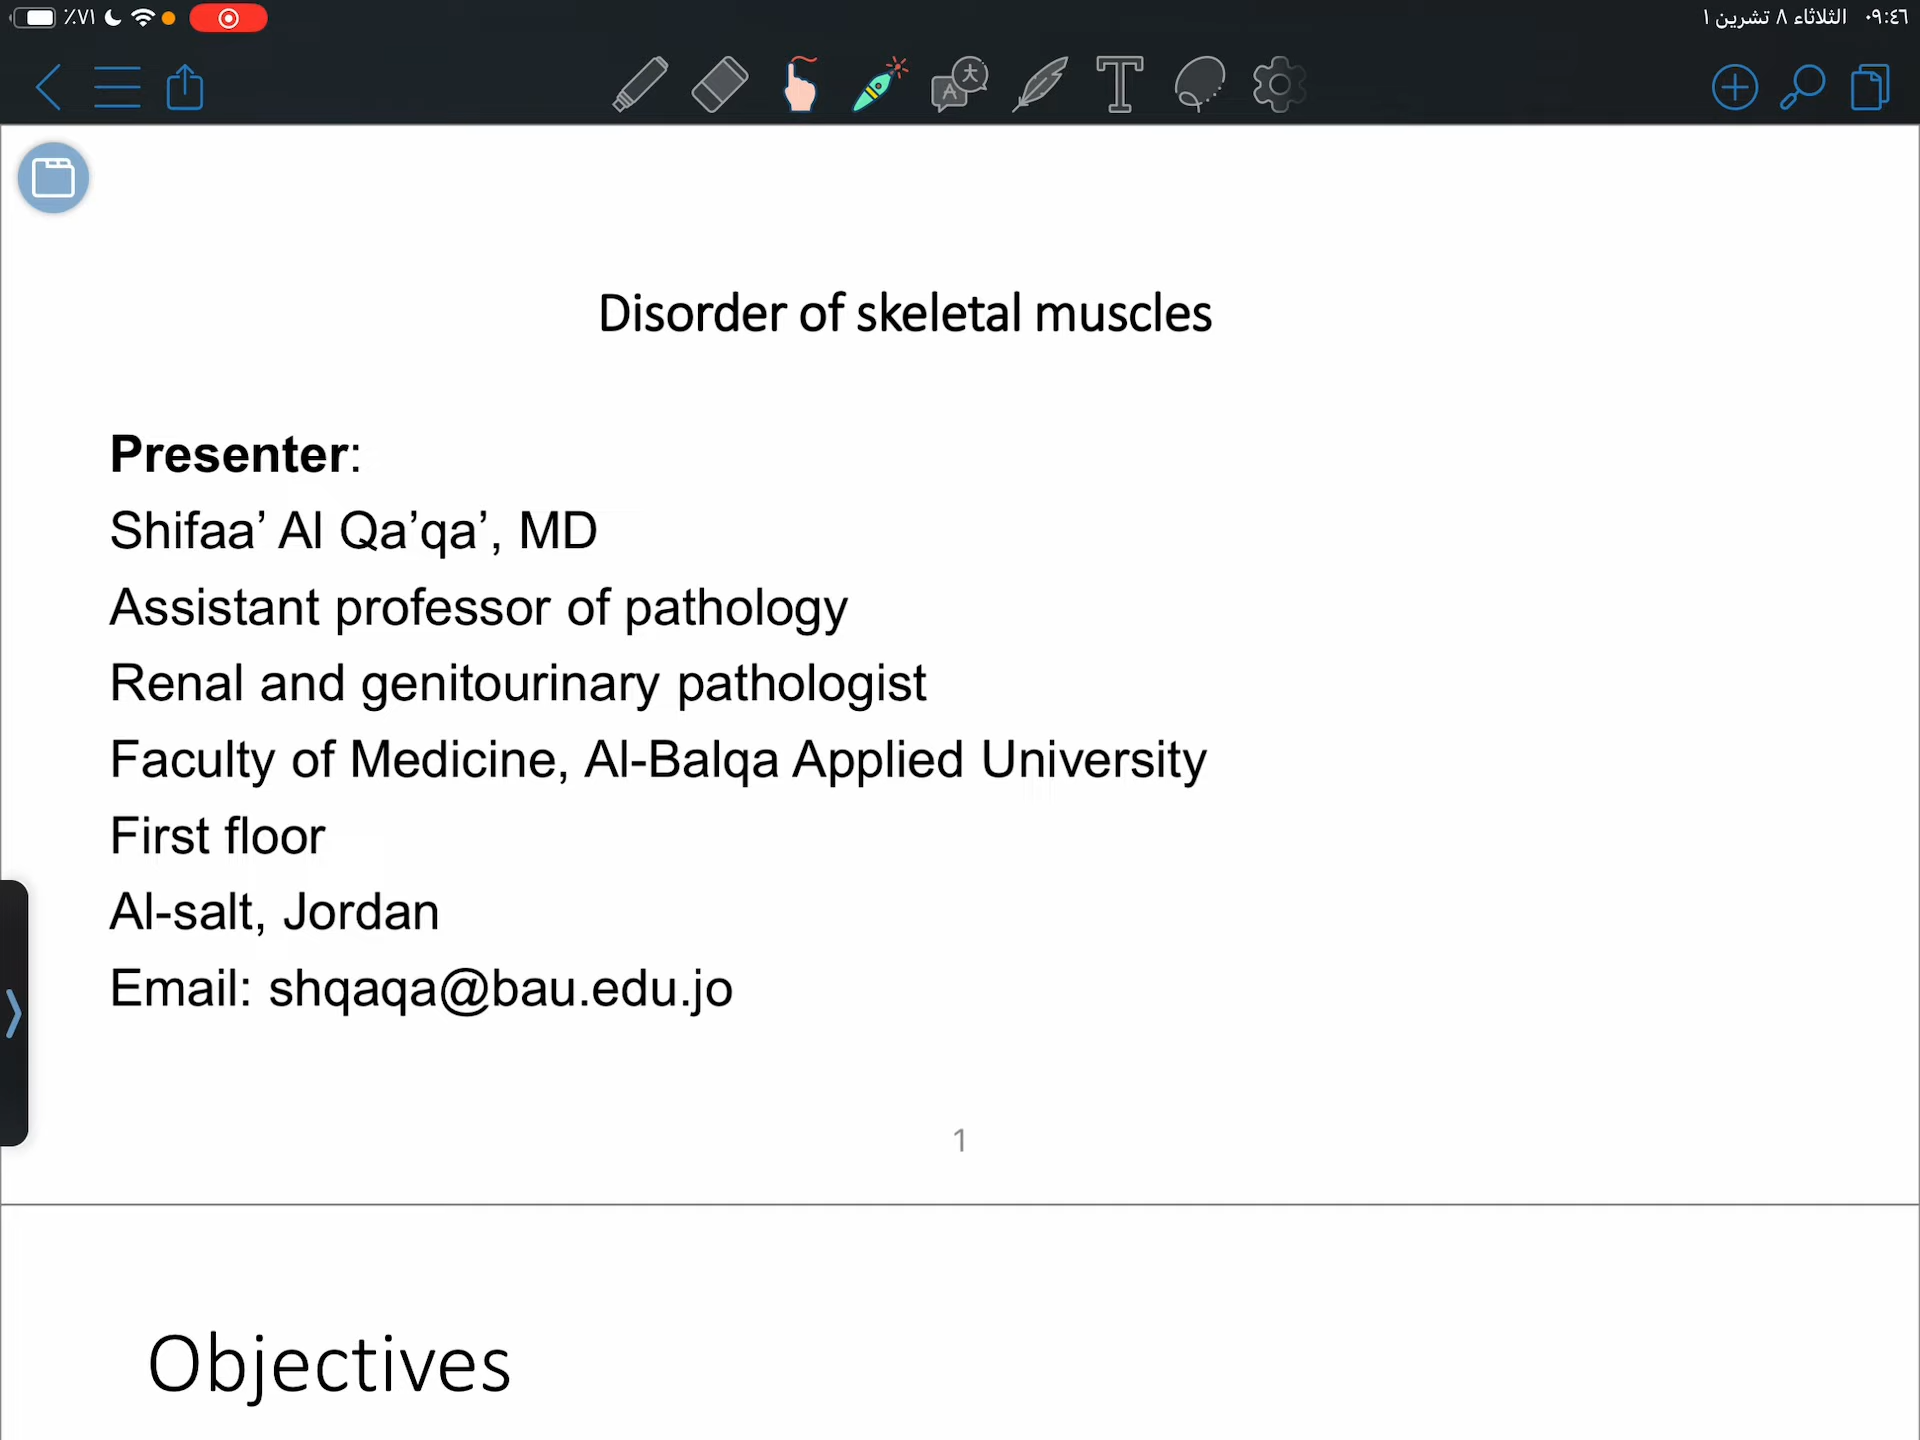 ٪٧١
٠٩:٤٦ الثلاثاء ٨ تشرين ١
A 大 T
Disorder of skeletal muscles
Presenter:
Shifaa’ Al Qa’qa’, MD
Assistant professor of pathology
Renal and genitourinary pathologist
Faculty of Medicine, Al-Balqa Applied University
First floor
Al-salt, Jordan
Email: shqaqa@bau.edu.jo
1
Objectives